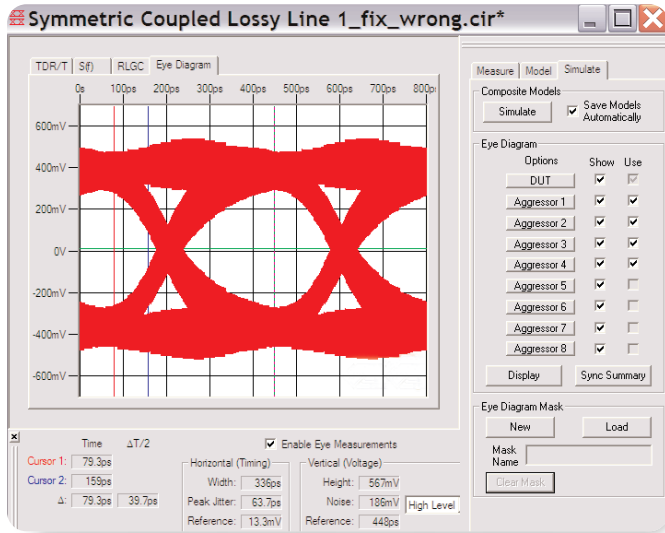 Symmetric Coupled Lossy Line 1_fix_wrong.cir*
TDR/T S(f) RLGC Eye Diagram
0s 100ps 200ps 300ps 400ps 500ps 600ps 700ps 800p
600mV
400mV
200mV
0V
-200mV
-400mV
-600mV
Measure Model Simulate
Composite Models
Simulate Save Models
Automatically
Eye Diagram
Options Show Use
DUT
Aggressor 1
Aggressor 2
Aggressor 3
Aggressor 4
Aggressor 5
Aggressor 6
Aggressor 7
Aggressor 8
Display Sync Summary
Eye Diagram Mask
New Load
Mask
Name
Clear Mask
Time ΔT/2
Cursor 1: 79.3ps
Cursor 2: 159ps
Δ: 79.3ps 39.7ps
Enable Eye Measurements
Horizontal (Timing)
Width: 336ps
Peak Jitter: 63.7ps
Reference: 13.3mV
Vertical (Voltage)
Height: 567mV
Noise: 186mV High Level
Reference: 448ps